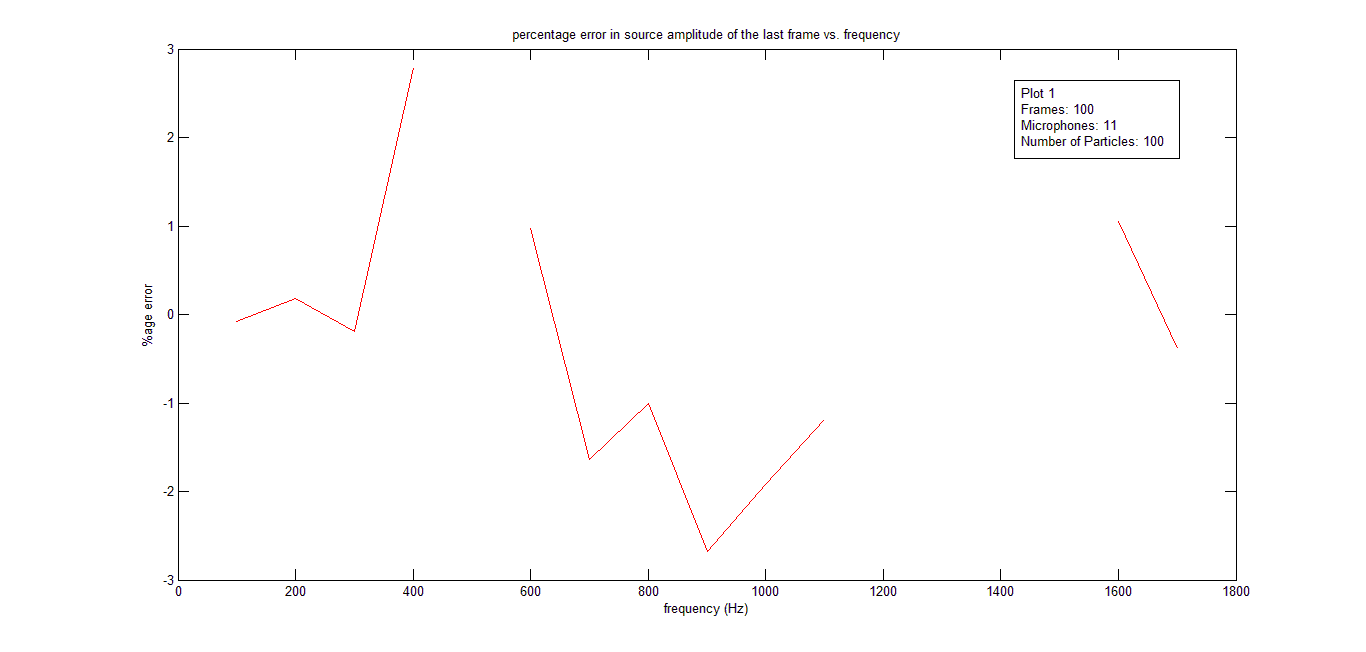 percentage error in source amplitude of the last frame vs. frequency
3
2
1
0
-1
-2
-3
%age error
Plot 1
Frames: 100
Microphones: 11
Number of Particles: 100
0 200 400 600 800 1000 1200 1400 1600 1800
frequency (Hz)